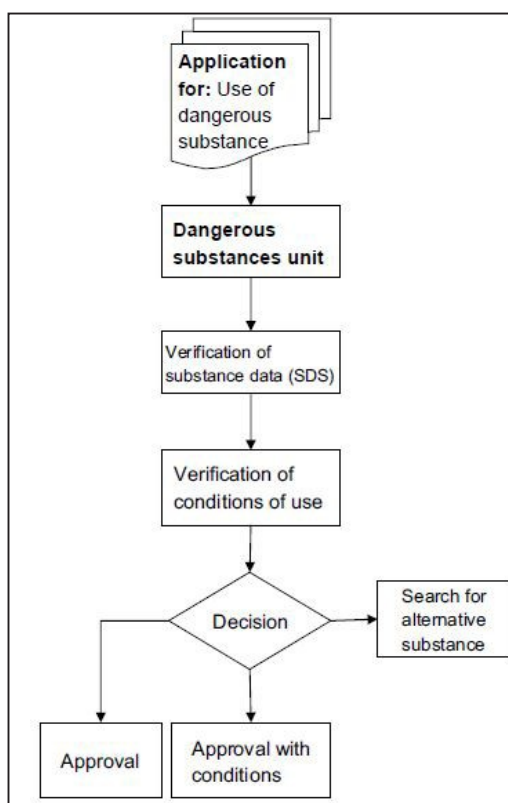 Application
for: Use of
dangerous
substance
Dangerous
substances unit
Verification of
substance data (SDS)
Verification of
conditions of use
Decision
Search for
alternative
substance
Approval
Approval with
conditions